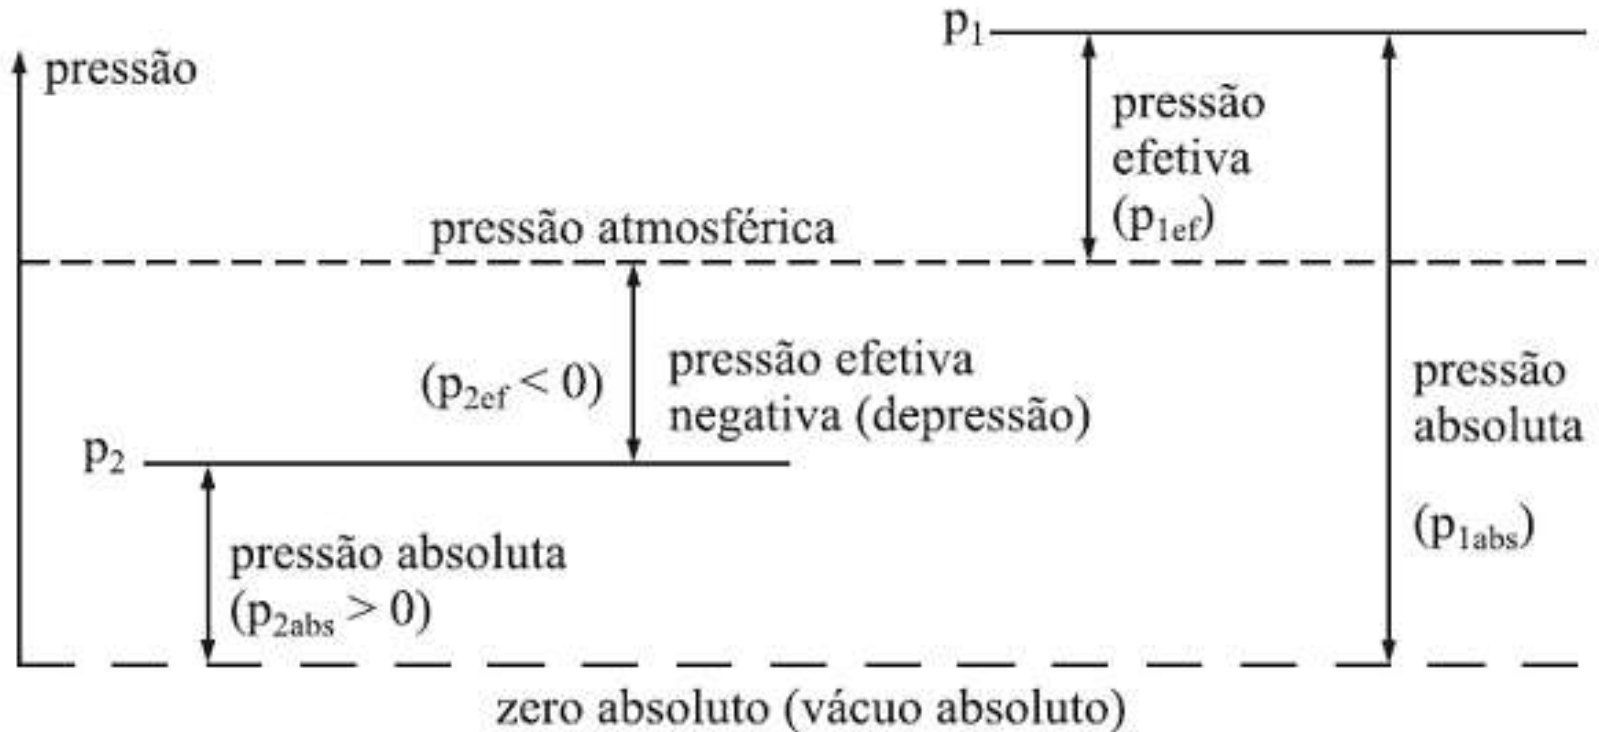 p1
pressão
pressão
efetiva
(p1ef)
pressão atmosférica
(p2ef < 0)
pressão efetiva
negativa (depressão)
pressão
absoluta
(p1abs)
p2
pressão absoluta
(p2abs > 0)
zero absoluto (vácuo absoluto)